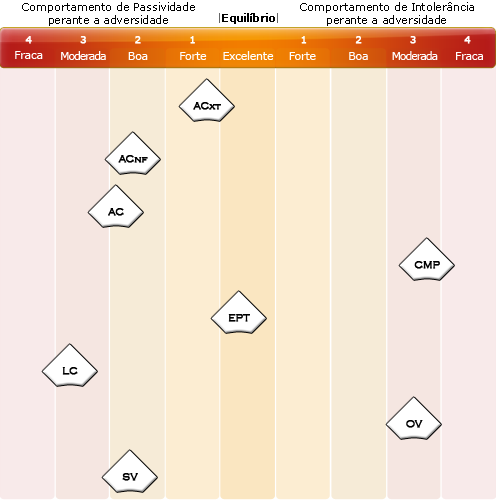 Comportamento de Passividade
perante a adversidade
|Equilíbrio|
Comportamento de Intolerância
perante a adversidade
4 3 2 1 1 2 3 4
Fraca Moderada Boa Forte Excelente Forte Boa Moderada Fraca
ACXT
ACNF
AC
CMP
EPT
LC
OV
SV